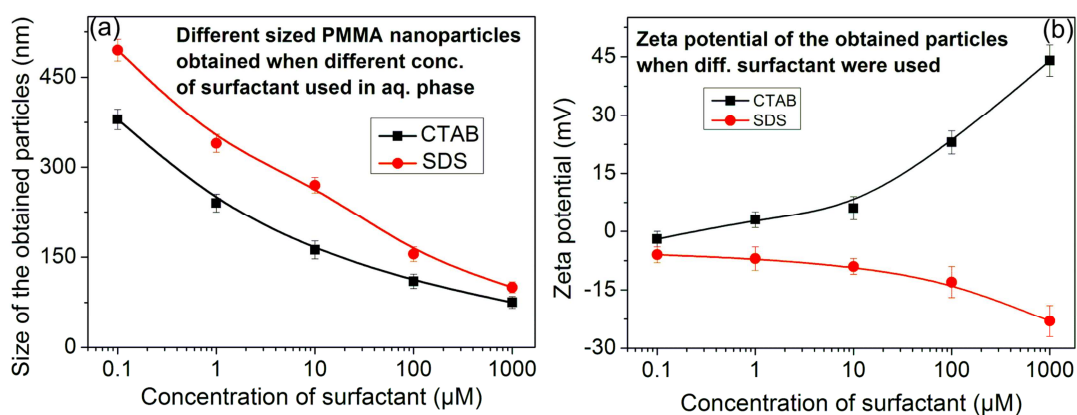 (a)
Different sized PMMA nanoparticles
obtained when different conc.
of surfactant used in aq. phase
CTAB
SDS
Size of the obtained particles (nm)
450
300
150
0
0.1 1 10 100 1000
Concentration of surfactant (µM)
(b)
Zeta potential of the obtained particles
when diff. surfactant were used
CTAB
SDS
Zeta potential (mV)
45
30
15
0
-15
-30
0.1 1 10 100 1000
Concentration of surfactant (µM)